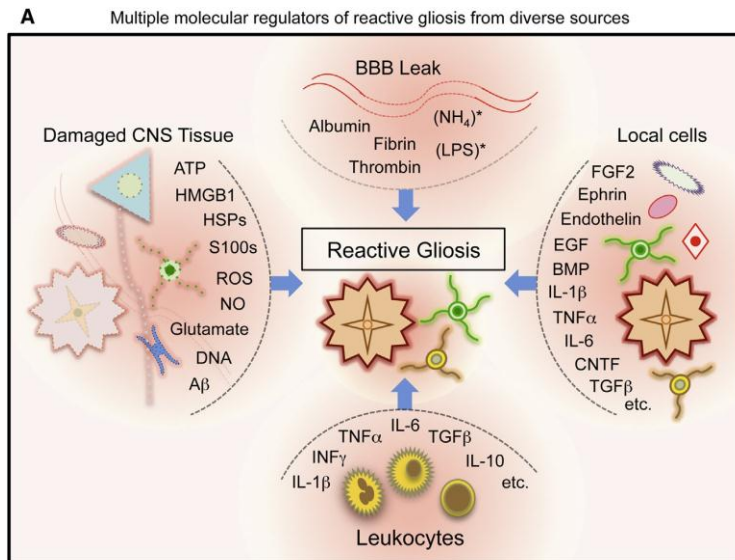 A Multiple molecular regulators of reactive gliosis from diverse sources
BBB Leak
Albumin
Fibrin
Thrombin
(NH4)*
(LPS)*
Damaged CNS Tissue
ATP
HMGB1
HSPs
S100s
ROS
NO
Glutamate
DNA
Aβ
Reactive Gliosis
Local cells
FGF2
Ephrin
Endothelin
EGF
BMP
IL-1β
TNFα
IL-6
CNTF
TGFβ
etc.
IL-1β
INFγ
TNFα
IL-6
TGFβ
IL-10
etc.
Leukocytes